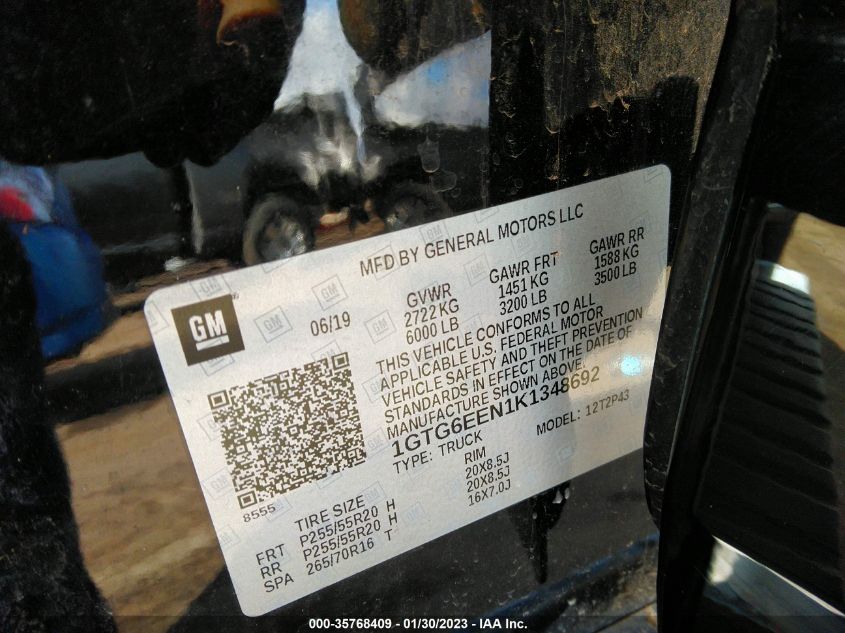 MFD BY GENERAL MOTORS LLC
GM
06/19
GVWR GAWR FRT GAWR RR
2722 KG 1451 KG 1588 KG
6000 LB 3200 LB 3500 LB
THIS VEHICLE CONFORMS TO ALL
APPLICABLE U.S. FEDERAL MOTOR
VEHICLE SAFETY AND THEFT PREVENTION
STANDARDS IN EFFECT ON THE DATE OF
MANUFACTURE SHOWN ABOVE.
1GTG6EEN1K1348692
TYPE: TRUCK MODEL: 12T2P43
8555
TIRE SIZE RIM
FRT P255/55R20 H 20X8.5J
RR P255/55R20 H 20X8.5J
SPA 265/70R16 T 16X7.0J
000-35768409 - 01/30/2023 - IAA Inc.